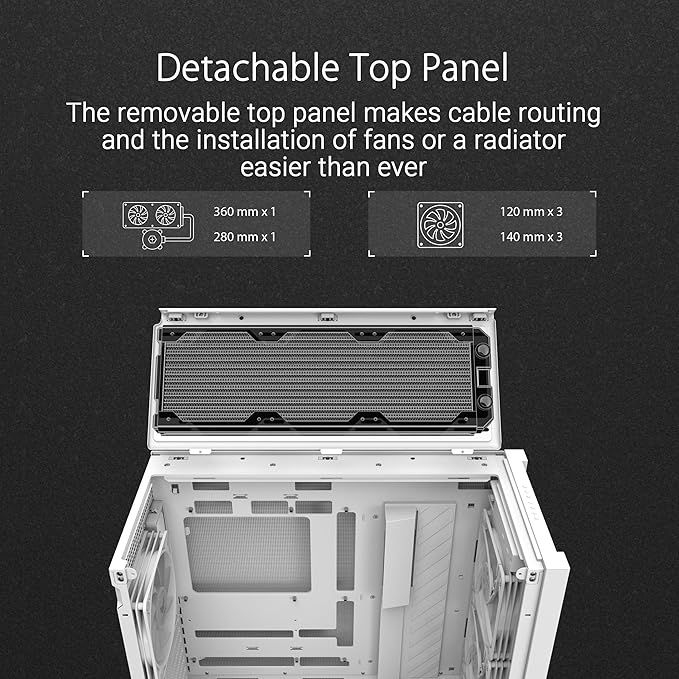 Detachable Top Panel
The removable top panel makes cable routing
and the installation of fans or a radiator
easier than ever
360 mm x 1
280 mm x 1
120 mm x 3
140 mm x 3